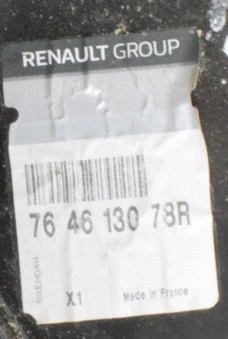 RENAULT GROUP
76 46 130 78R
X1 Made in France